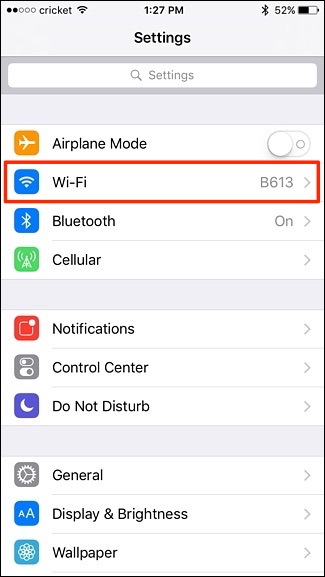 cricket 1:27 PM 52%
Settings
Settings
Airplane Mode
Wi-Fi B613
Bluetooth On
Cellular
Notifications
Control Center
Do Not Disturb
General
AA Display & Brightness
Wallpaper